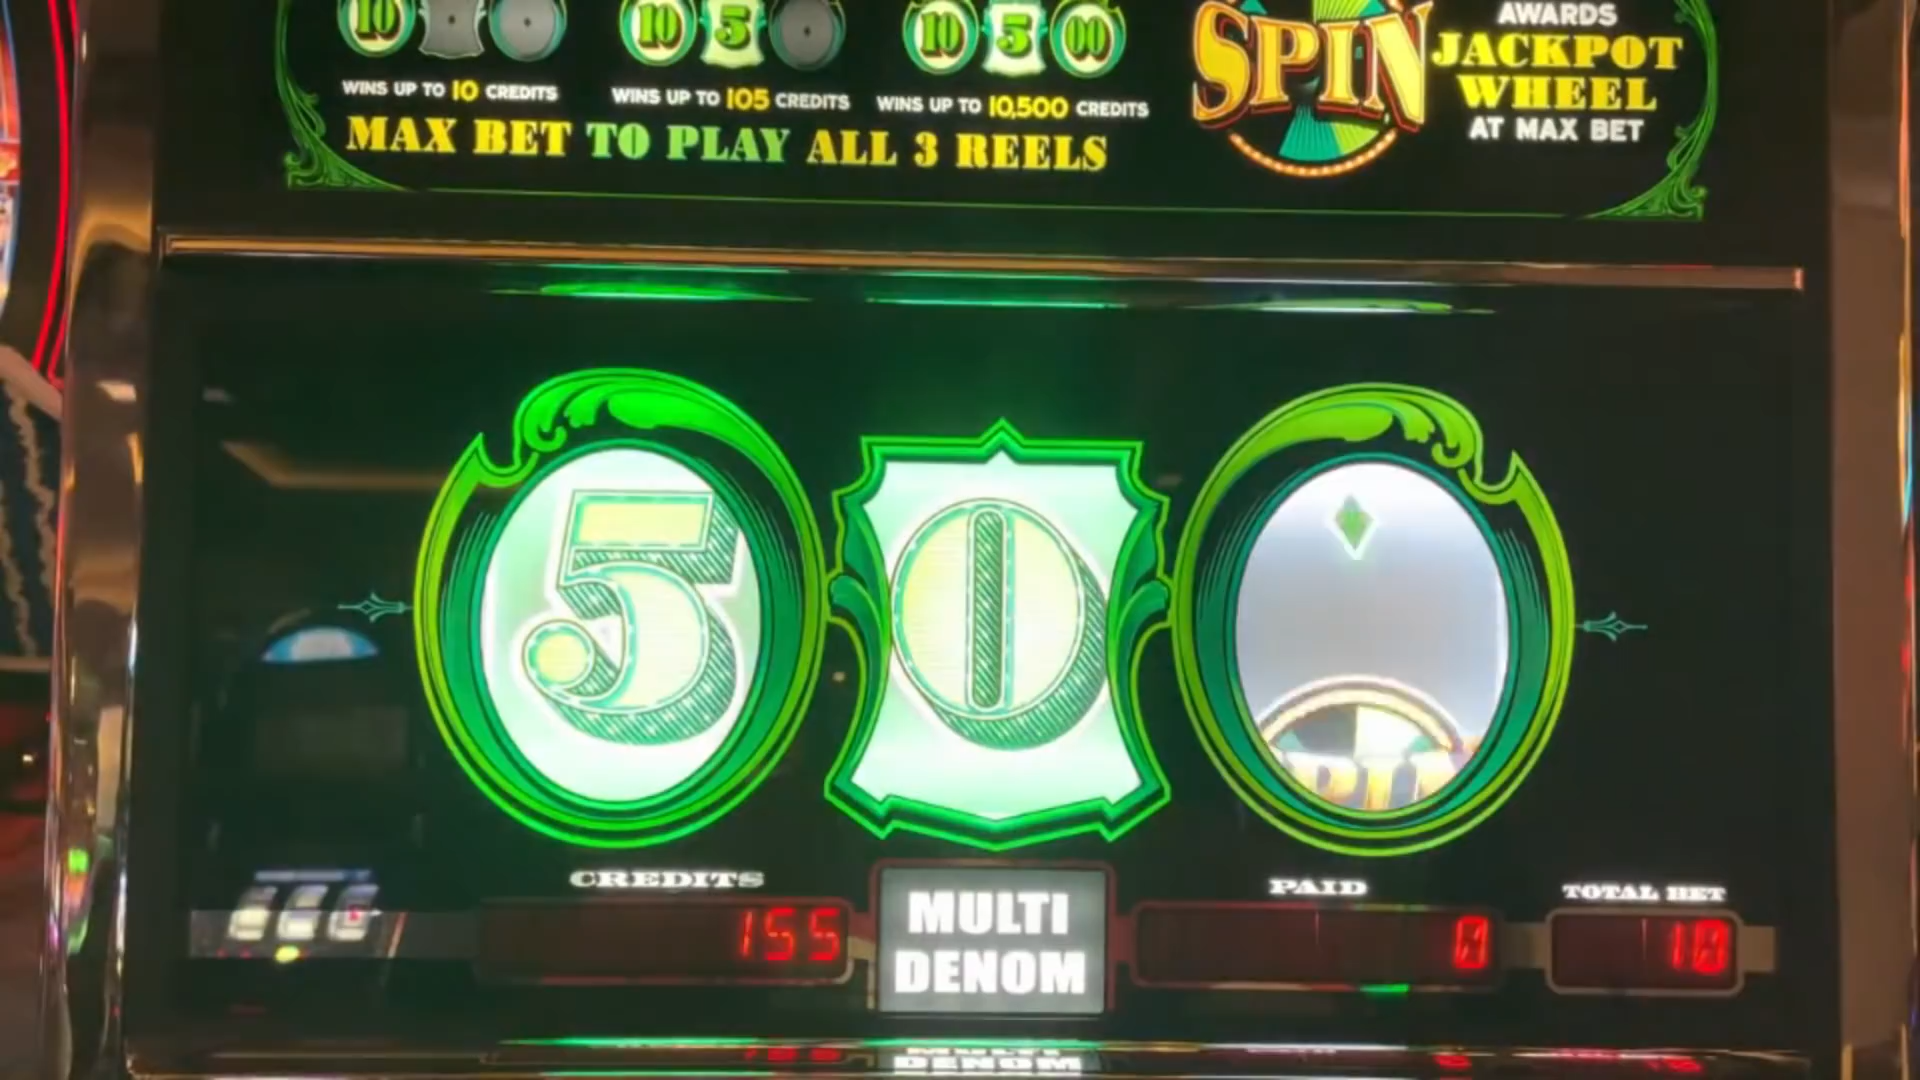 10
10 5
10 5 00
WINS UP TO 10 CREDITS
WINS UP TO 105 CREDITS
WINS UP TO 10,500 CREDITS
MAX BET TO PLAY ALL 3 REELS
SPIN
AWARDS
JACKPOT
WHEEL
AT MAX BET
5 0
CREDITS
155
MULTI
DENOM
PAID
0
TOTAL BET
10